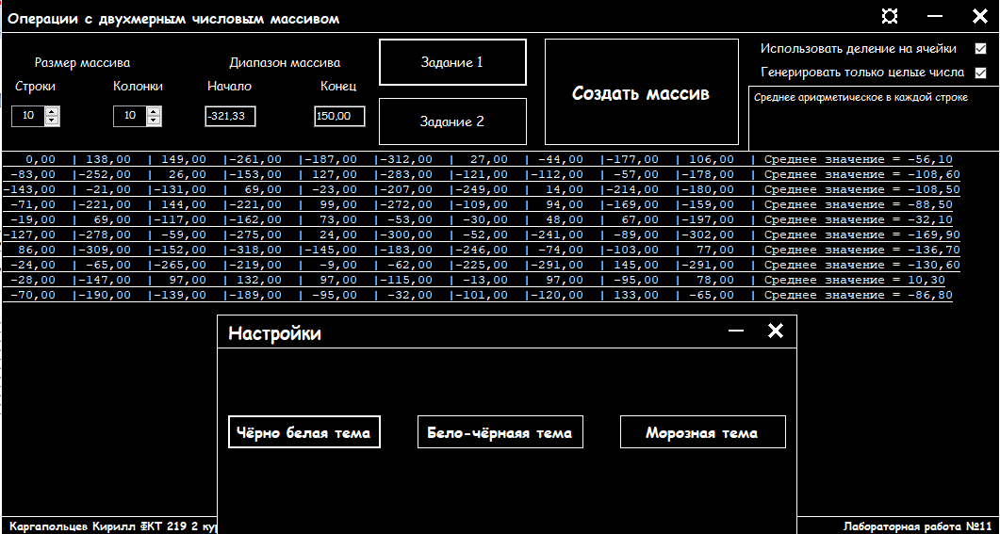 Операции с двухмерным числовым массивом
Размер массива
Диапазон массива
Строки
Колонки
Начало
Конец
10
10
-321,33
150,00
Задание 1
Задание 2
Создать массив
Использовать деление на ячейки
Генерировать только целые числа
Среднее арифметическое в каждой строке
0,00 | 138,00 | 149,00 |-261,00 |-187,00 |-312,00 | 27,00 | -44,00 |-177,00 | 106,00 | Среднее значение = -56,10
-83,00 |-252,00 | 26,00 |-153,00 | 127,00 |-283,00 |-121,00 |-112,00 | -57,00 |-178,00 | Среднее значение = -108,60
-143,00 | -21,00 |-131,00 | 69,00 | -23,00 |-207,00 |-249,00 | 14,00 |-214,00 |-180,00 | Среднее значение = -108,50
-71,00 |-221,00 | 144,00 |-221,00 | 99,00 |-272,00 |-109,00 | 94,00 |-169,00 |-159,00 | Среднее значение = -88,50
-19,00 | 69,00 |-117,00 |-162,00 | 73,00 | -53,00 | -30,00 | 48,00 | 67,00 |-197,00 | Среднее значение = -32,10
-127,00 |-278,00 | -59,00 |-275,00 | 24,00 |-300,00 | -52,00 |-241,00 | -89,00 |-302,00 | Среднее значение = -169,90
86,00 |-309,00 |-152,00 |-318,00 |-145,00 |-183,00 |-246,00 | -74,00 |-103,00 | 77,00 | Среднее значение = -136,70
-24,00 | -65,00 |-265,00 |-219,00 | -9,00 | -62,00 |-225,00 |-291,00 | 145,00 |-291,00 | Среднее значение = -130,60
-28,00 |-147,00 | 97,00 | 132,00 | 97,00 |-115,00 | -13,00 | 97,00 | -95,00 | 78,00 | Среднее значение = 10,30
-70,00 |-190,00 |-139,00 |-189,00 | -95,00 | -32,00 |-101,00 |-120,00 | 133,00 | -65,00 | Среднее значение = -86,80
Настройки
Чёрно белая тема
Бело-чёрнаяя тема
Морозная тема
Каргапольцев Кирилл ФКТ 219 2 кур
Лабораторная работа №11